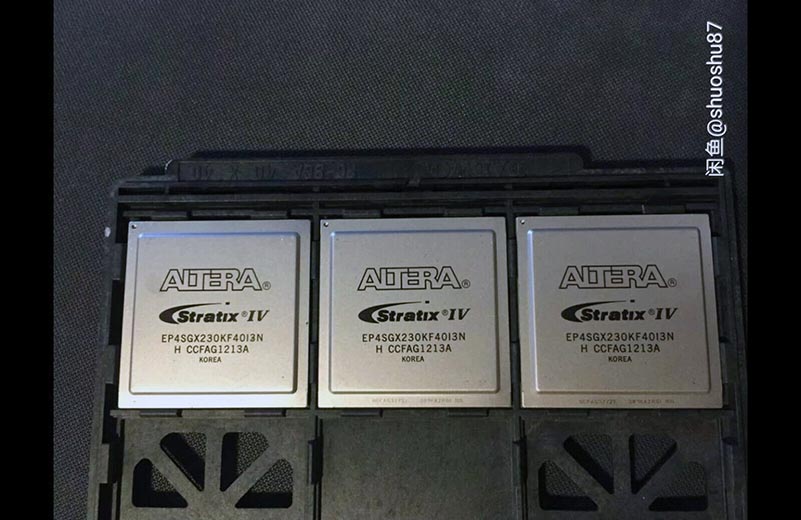 闲鱼@shuoshu87
ALTERA®
Stratix® IV
EP4SGX230KF40I3N
H CCFAG1213A
KOREA
ALTERA®
Stratix® IV
EP4SGX230KF40I3N
H CCFAG1213A
KOREA
ALTERA®
Stratix® IV
EP4SGX230KF40I3N
H CCFAG1213A
KOREA